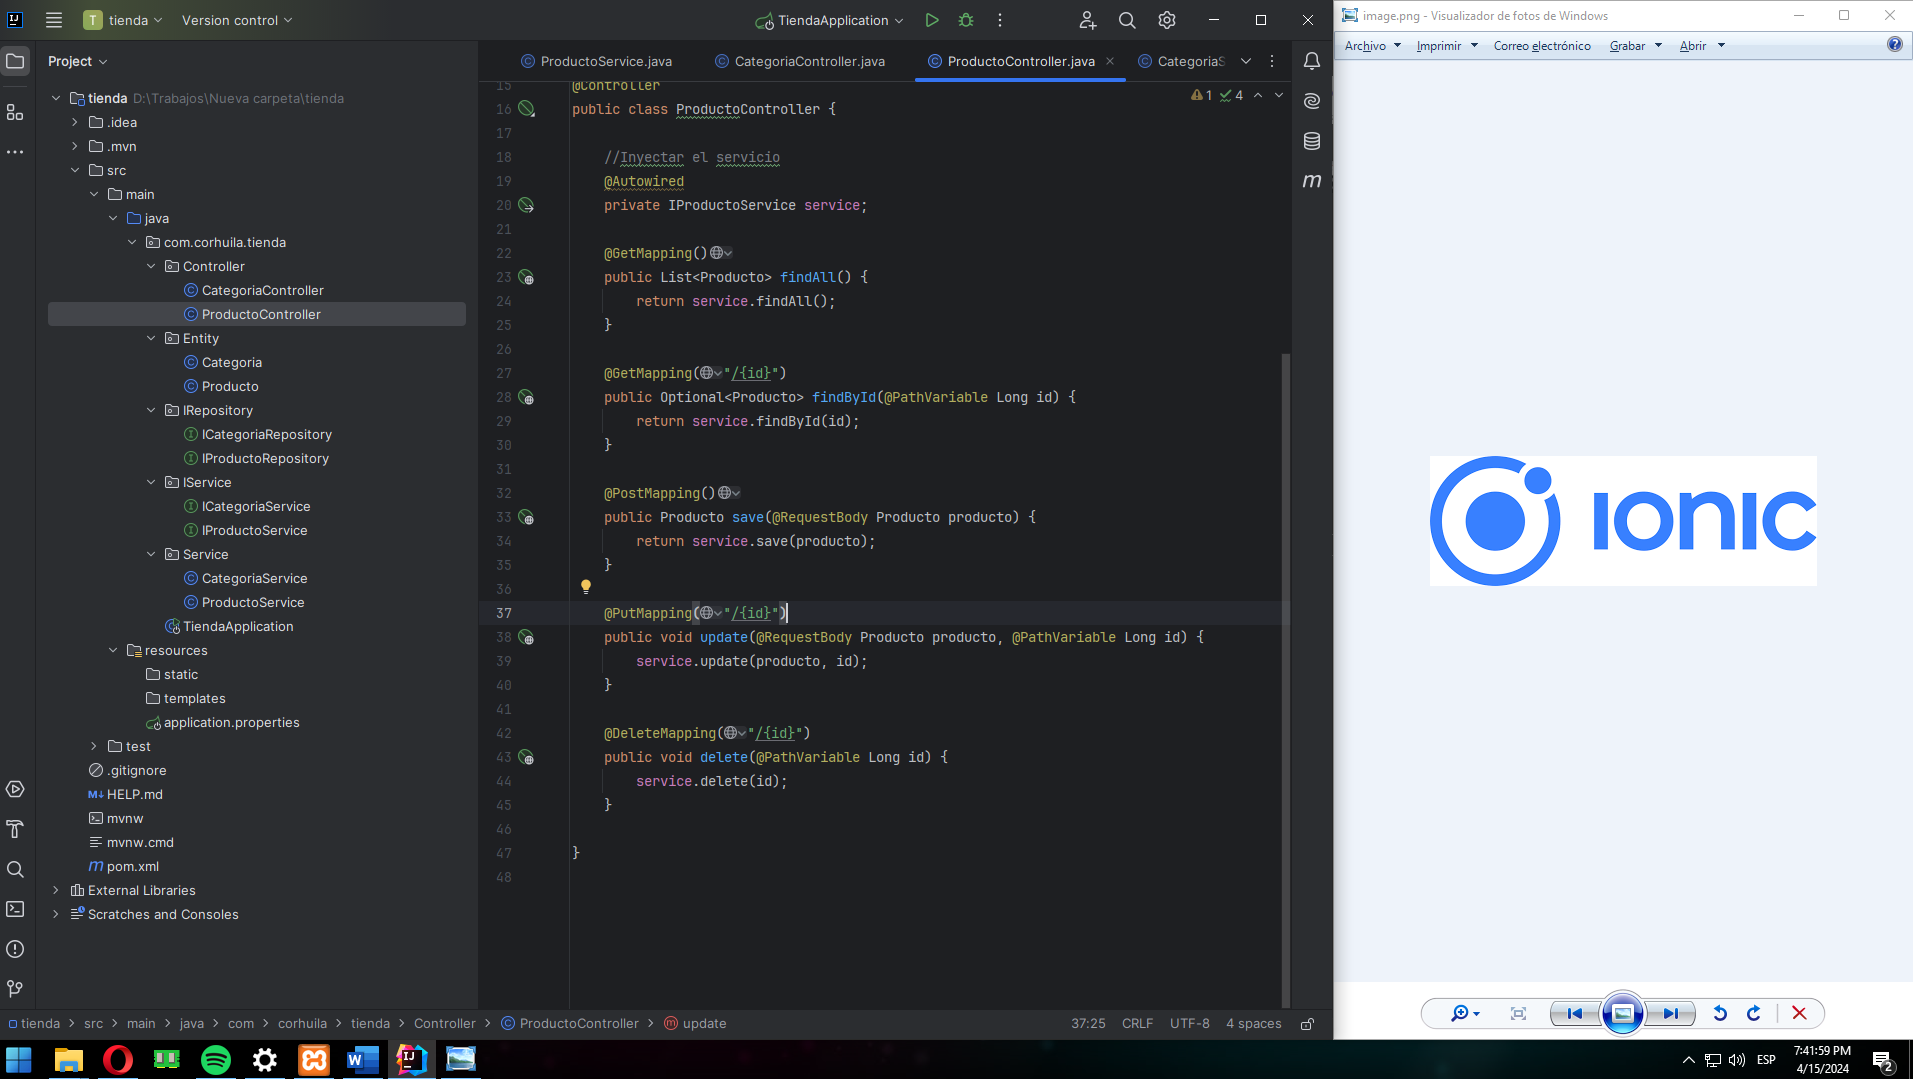 tienda
Version control
TiendaApplication
Project
tienda D:\Trabajos\Nueva carpeta\tienda
.idea
.mvn
src
main
java
com.corhuila.tienda
Controller
CategoriaController
ProductoController
Entity
Categoria
Producto
IRepository
ICategoriaRepository
IProductoRepository
IService
ICategoriaService
IProductoService
Service
CategoriaService
ProductoService
TiendaApplication
resources
static
templates
application.properties
test
.gitignore
HELP.md
mvnw
mvnw.cmd
pom.xml
External Libraries
Scratches and Consoles
ProductoService.java
CategoriaController.java
ProductoController.java
CategoriaS
1 4
15 @Controller
16 public class ProductoController {
17
18 //Inyectar el servicio
19 @Autowired
20 private IProductoService service;
21
22 @GetMapping()
23 public List<Producto> findAll() {
24 return service.findAll();
25 }
26
27 @GetMapping("/{id}")
28 public Optional<Producto> findById(@PathVariable Long id) {
29 return service.findById(id);
30 }
31
32 @PostMapping()
33 public Producto save(@RequestBody Producto producto) {
34 return service.save(producto);
35 }
36
37 @PutMapping("/{id}")
38 public void update(@RequestBody Producto producto, @PathVariable Long id) {
39 service.update(producto, id);
40 }
41
42 @DeleteMapping("/{id}")
43 public void delete(@PathVariable Long id) {
44 service.delete(id);
45 }
46
47 }
48
tienda > src > main > java > com > corhuila > tienda > Controller > ProductoController > update
37:25 CRLF UTF-8 4 spaces
image.png - Visualizador de fotos de Windows
Archivo Imprimir Correo electrónico Grabar Abrir
IONIC
ESP
7:41:59 PM
4/15/2024
2